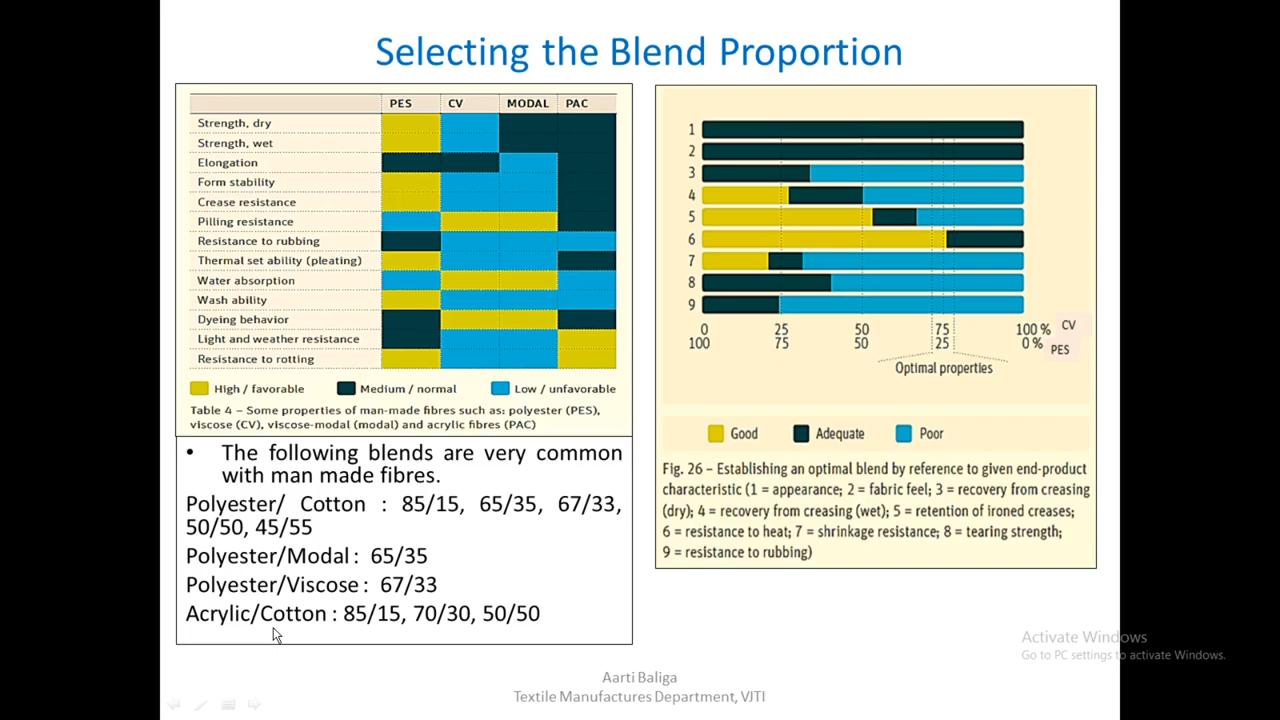 Selecting the Blend Proportion
PES CV MODAL PAC
Strength, dry
Strength, wet
Elongation
Form stability
Crease resistance
Pilling resistance
Resistance to rubbing
Thermal set ability (pleating)
Water absorption
Wash ability
Dyeing behavior
Light and weather resistance
Resistance to rotting
High / favorable Medium / normal Low / unfavorable
Table 4 – Some properties of man-made fibres such as: polyester (PES),
viscose (CV), viscose-modal (modal) and acrylic fibres (PAC)
• The following blends are very common
with man made fibres.
Polyester/ Cotton : 85/15, 65/35, 67/33,
50/50, 45/55
Polyester/Modal : 65/35
Polyester/Viscose : 67/33
Acrylic/Cotton : 85/15, 70/30, 50/50
1
2
3
4
5
6
7
8
9
0 25 50 75 100 % CV
100 75 50 25 0 % PES
Optimal properties
Good Adequate Poor
Fig. 26 – Establishing an optimal blend by reference to given end-product
characteristic (1 = appearance; 2 = fabric feel; 3 = recovery from creasing
(dry); 4 = recovery from creasing (wet); 5 = retention of ironed creases;
6 = resistance to heat; 7 = shrinkage resistance; 8 = tearing strength;
9 = resistance to rubbing)
Activate Windows
Go to PC settings to activate Windows.
Aarti Baliga
Textile Manufactures Department, VJTI